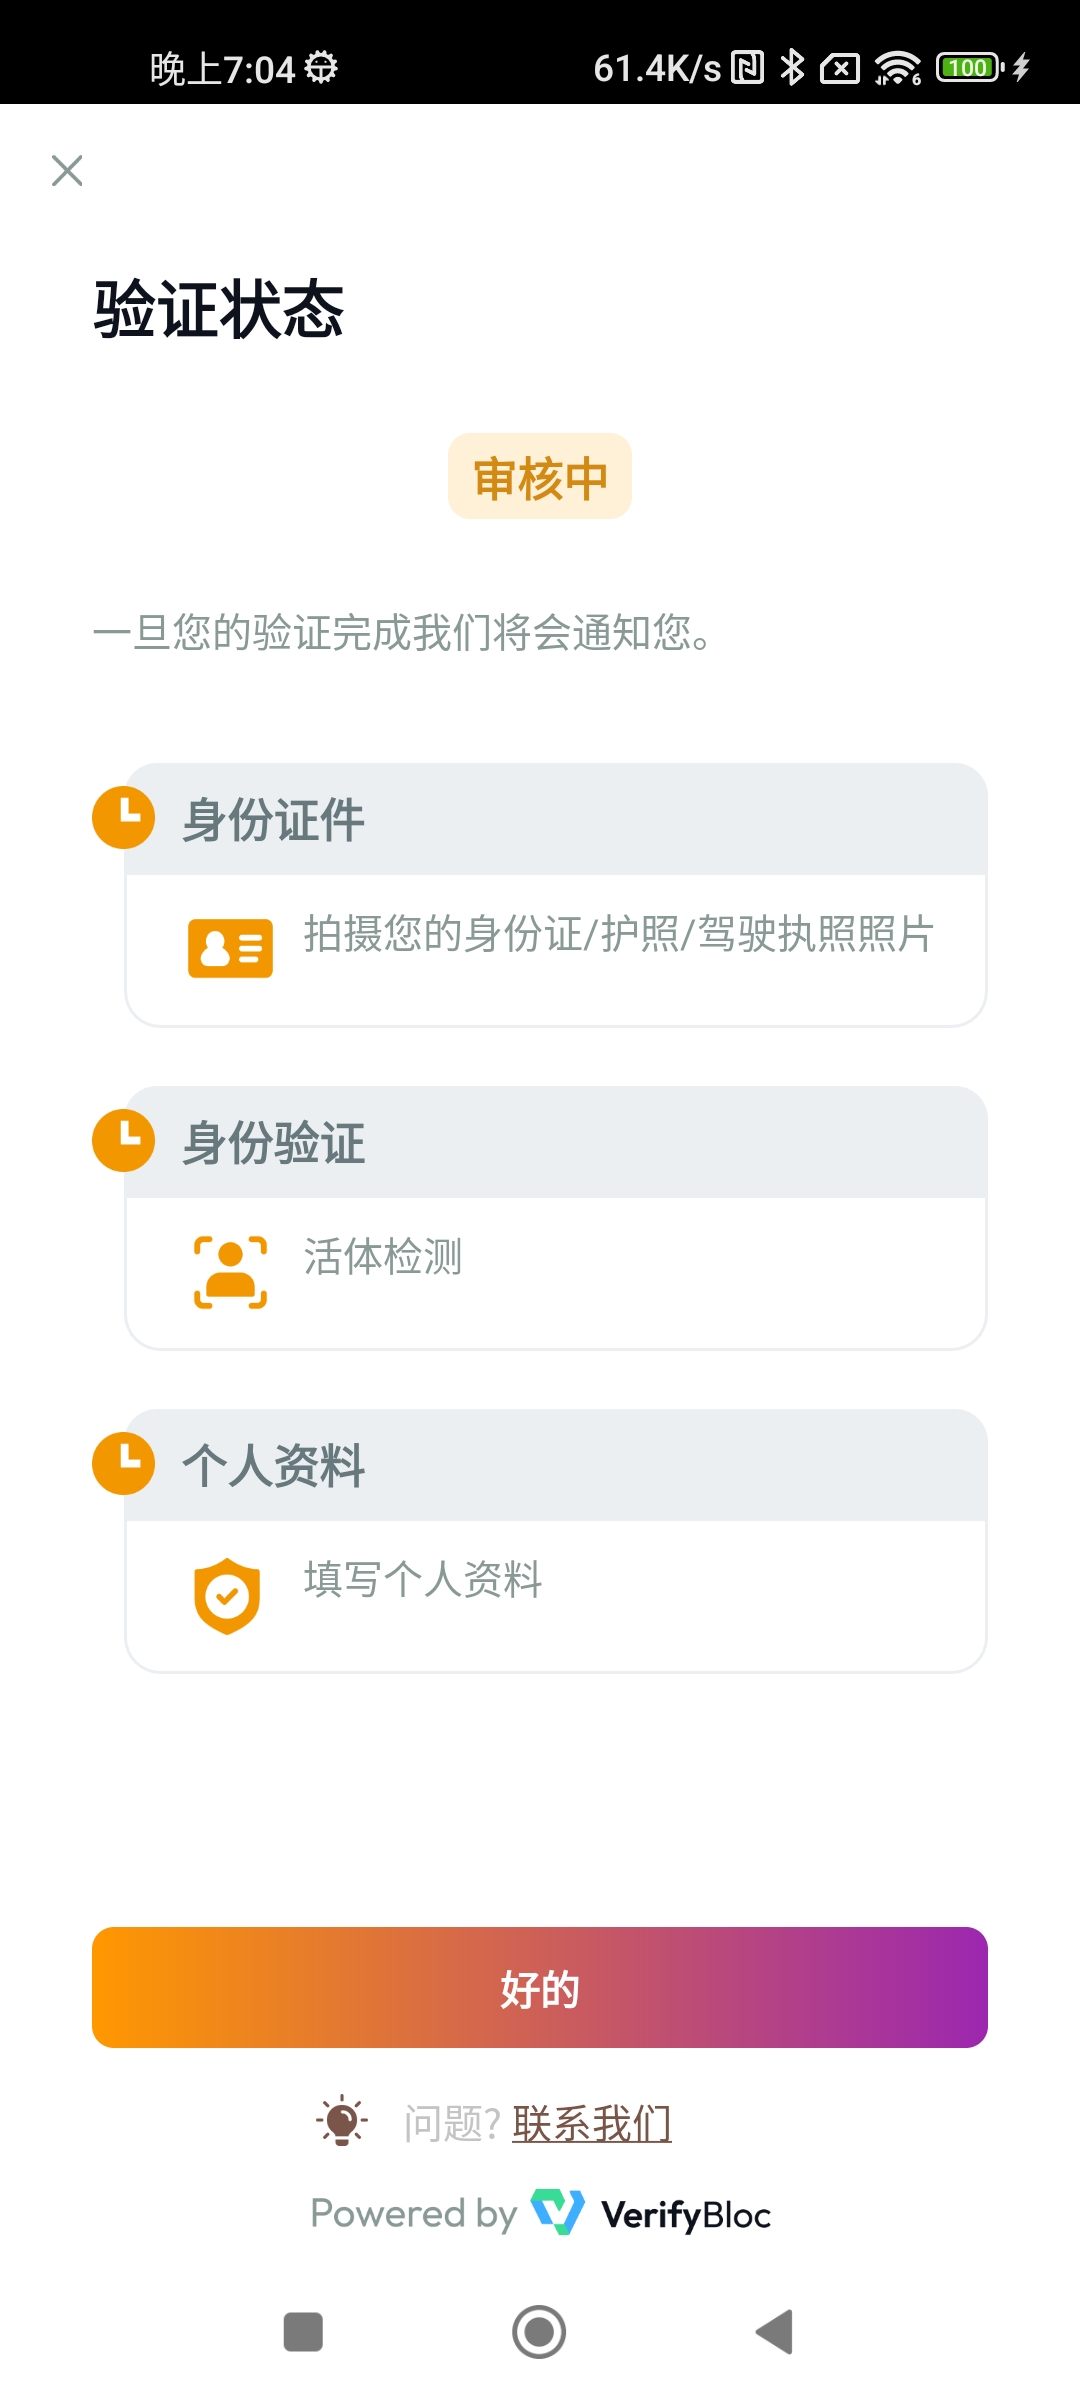 晚上7:04
61.4K/s
6
100
验证状态
审核中
一旦您的验证完成我们将会通知您。
身份证件
拍摄您的身份证/护照/驾驶执照照片
身份验证
活体检测
个人资料
填写个人资料
好的
问题? 联系我们
Powered by VerifyBloc